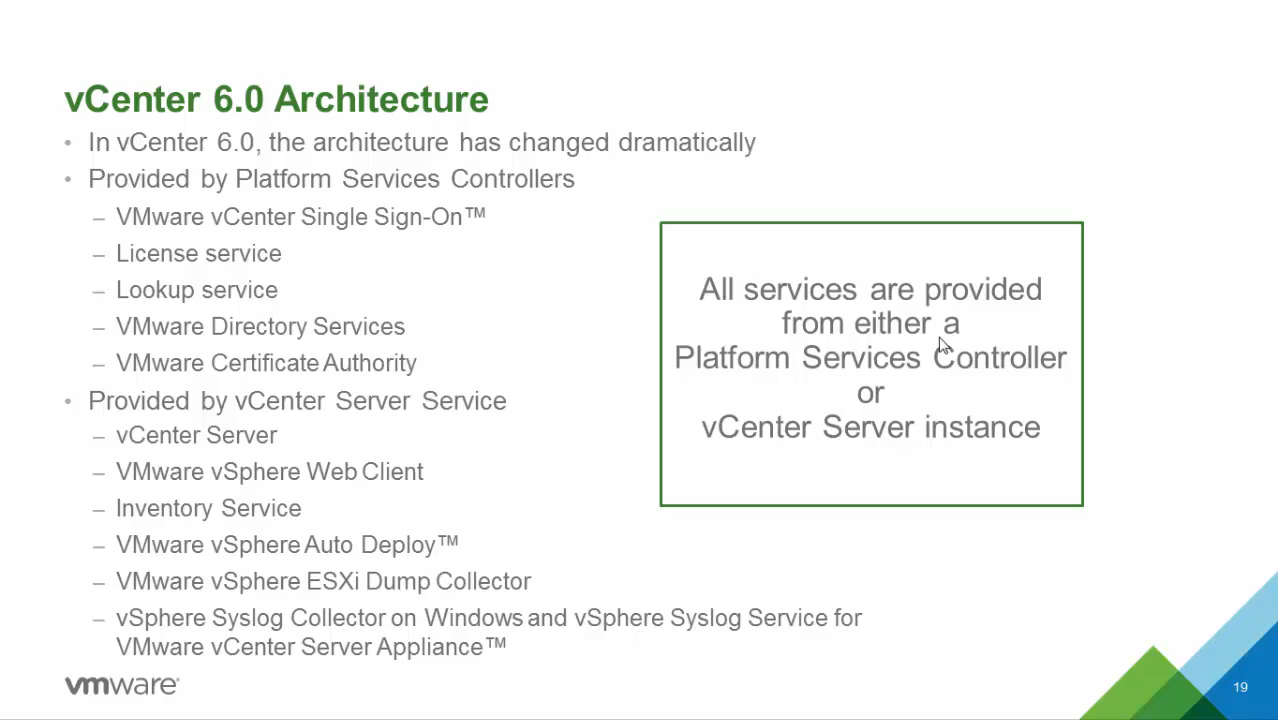 vCenter 6.0 Architecture
• In vCenter 6.0, the architecture has changed dramatically
• Provided by Platform Services Controllers
– VMware vCenter Single Sign-On™
– License service
– Lookup service
– VMware Directory Services
– VMware Certificate Authority
• Provided by vCenter Server Service
– vCenter Server
– VMware vSphere Web Client
– Inventory Service
– VMware vSphere Auto Deploy™
– VMware vSphere ESXi Dump Collector
– vSphere Syslog Collector on Windows and vSphere Syslog Service for
VMware vCenter Server Appliance™
All services are provided
from either a
Platform Services Controller
or
vCenter Server instance
vmware®
19